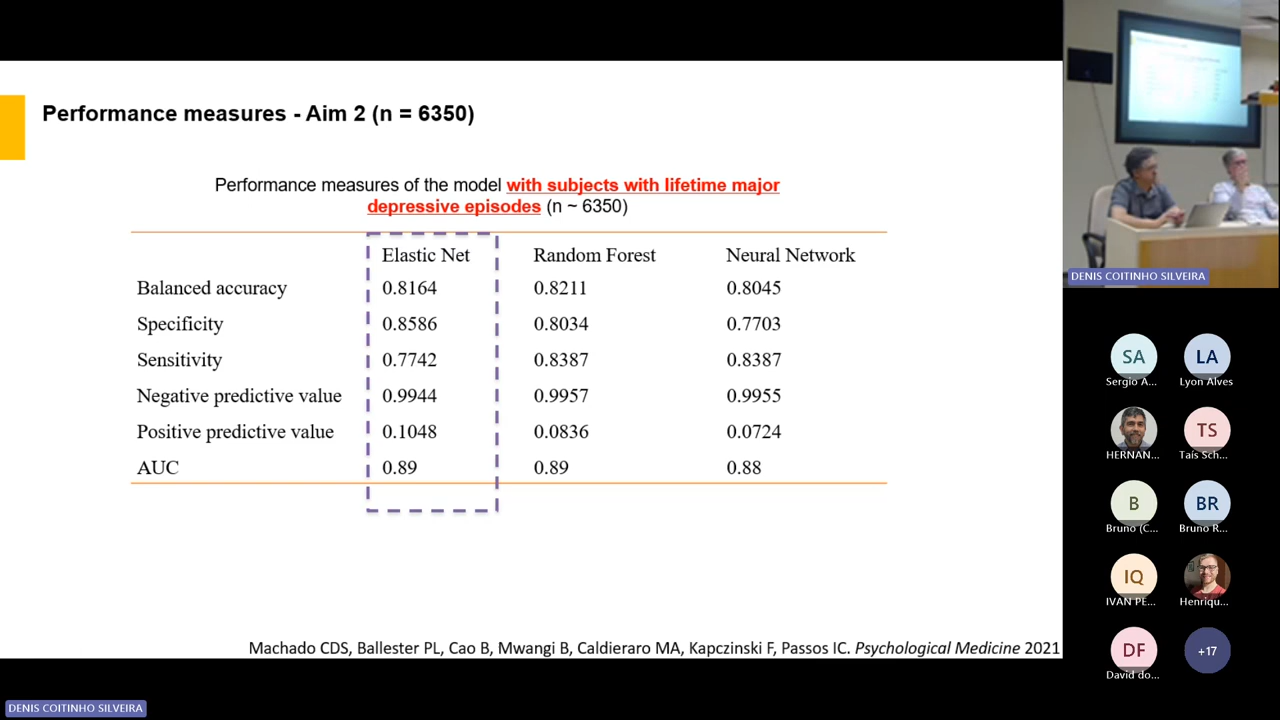 Performance measures - Aim 2 (n = 6350)
Performance measures of the model with subjects with lifetime major
depressive episodes (n ~ 6350)
Elastic Net Random Forest Neural Network
Balanced accuracy 0.8164 0.8211 0.8045
Specificity 0.8586 0.8034 0.7703
Sensitivity 0.7742 0.8387 0.8387
Negative predictive value 0.9944 0.9957 0.9955
Positive predictive value 0.1048 0.0836 0.0724
AUC 0.89 0.89 0.88
Machado CDS, Ballester PL, Cao B, Mwangi B, Caldieraro MA, Kapczinski F, Passos IC. Psychological Medicine 2021
DENIS COITINHO SILVEIRA
DENIS COITINHO SILVEIRA
SA LA
Sergio A... Lyon Alves
TS
HERNAN... Taís Sch...
B BR
Bruno (C... Bruno R...
IQ
IVAN PE... Henriqu...
DF +17
David do...